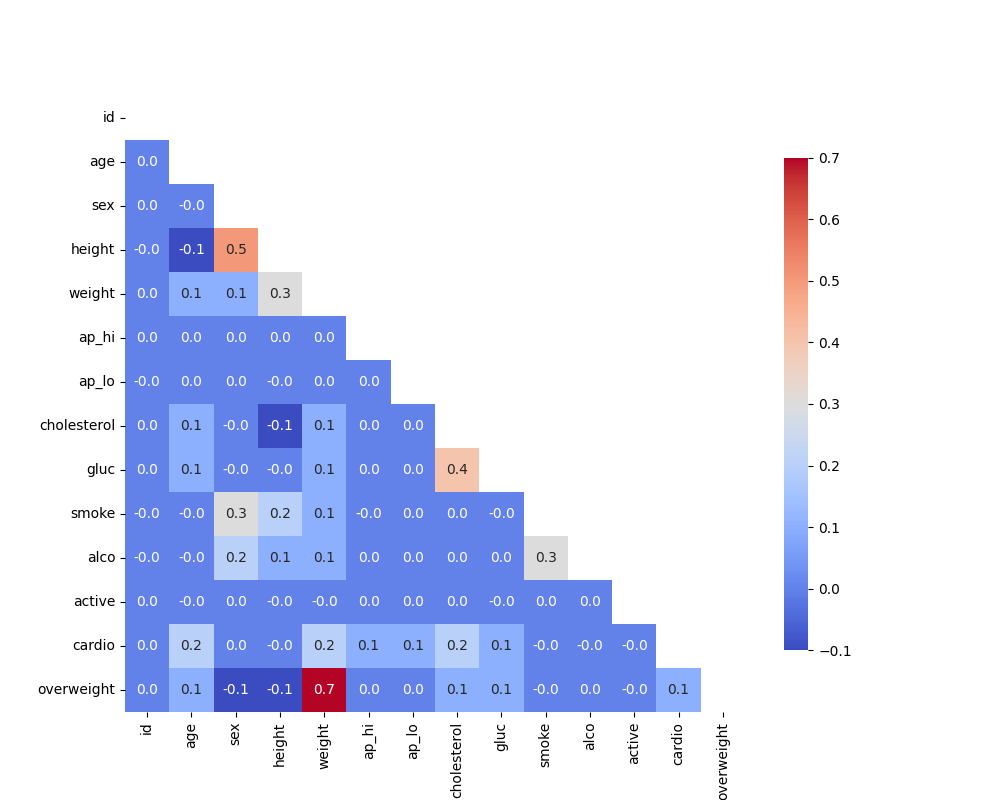 id
age 0.0
sex 0.0 -0.0
height -0.0 -0.1 0.5
weight 0.0 0.1 0.1 0.3
ap_hi 0.0 0.0 0.0 0.0 0.0
ap_lo -0.0 0.0 0.0 -0.0 0.0 0.0
cholesterol 0.0 0.1 -0.0 -0.1 0.1 0.0 0.0
gluc 0.0 0.1 -0.0 -0.0 0.1 0.0 0.0 0.4
smoke -0.0 -0.0 0.3 0.2 0.1 -0.0 0.0 0.0 -0.0
alco -0.0 -0.0 0.2 0.1 0.1 0.0 0.0 0.0 0.0 0.3
active 0.0 -0.0 0.0 -0.0 -0.0 0.0 0.0 0.0 -0.0 0.0 0.0
cardio 0.0 0.2 0.0 -0.0 0.2 0.1 0.1 0.2 0.1 -0.0 -0.0 -0.0
overweight 0.0 0.1 -0.1 -0.1 0.7 0.0 0.0 0.1 0.1 -0.0 0.0 -0.0 0.1
id age sex height weight ap_hi ap_lo cholesterol gluc smoke alco active cardio overweight
0.7
0.6
0.5
0.4
0.3
0.2
0.1
0.0
−0.1